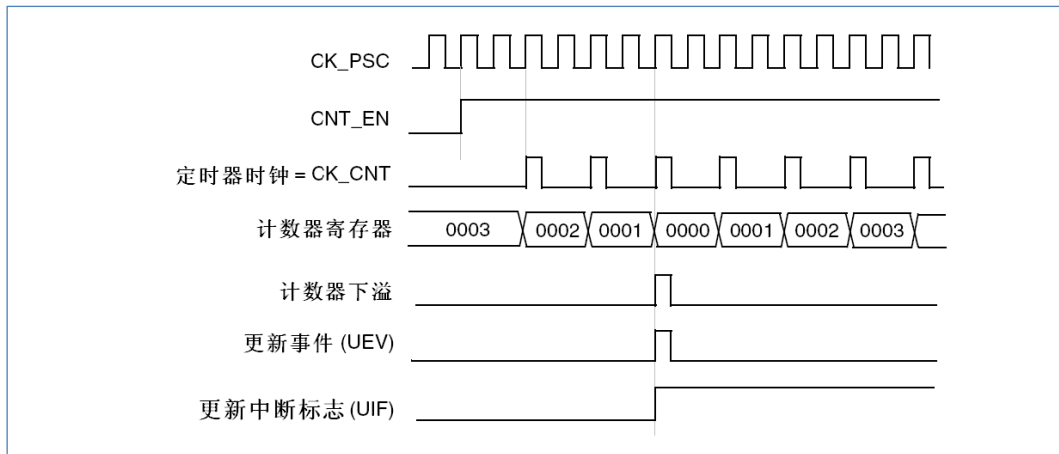 CK_PSC
CNT_EN
定时器时钟 = CK_CNT
计数器寄存器 0003 0002 0001 0000 0001 0002 0003
计数器下溢
更新事件 (UEV)
更新中断标志 (UIF)